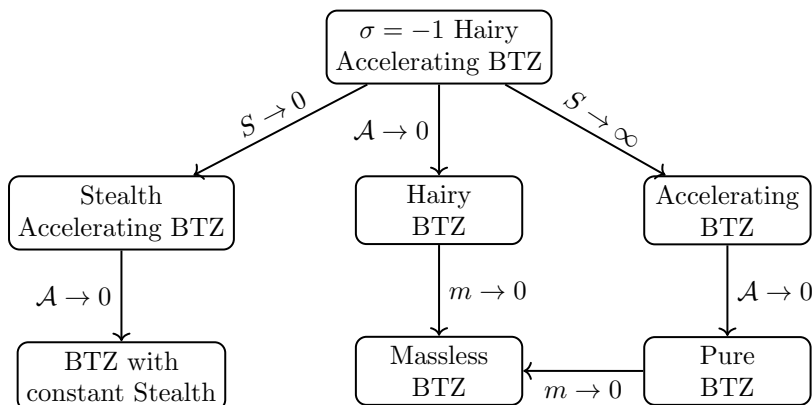 σ = −1 Hairy
Accelerating BTZ
S → 0
𝒜 → 0
S → ∞
Stealth
Accelerating BTZ
Hairy
BTZ
Accelerating
BTZ
𝒜 → 0
m → 0
𝒜 → 0
BTZ with
constant Stealth
Massless
BTZ
m → 0
Pure
BTZ